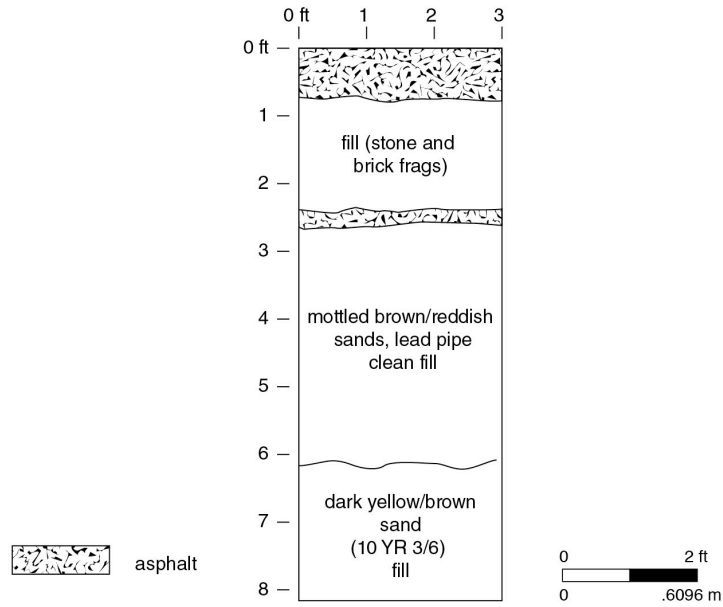 0 ft 1 2 3
0 ft
1
fill (stone and
brick frags)
2
3
4
mottled brown/reddish
sands, lead pipe
clean fill
5
6
dark yellow/brown
sand
(10 YR 3/6)
fill
7
8
asphalt
0 2 ft
0 .6096 m